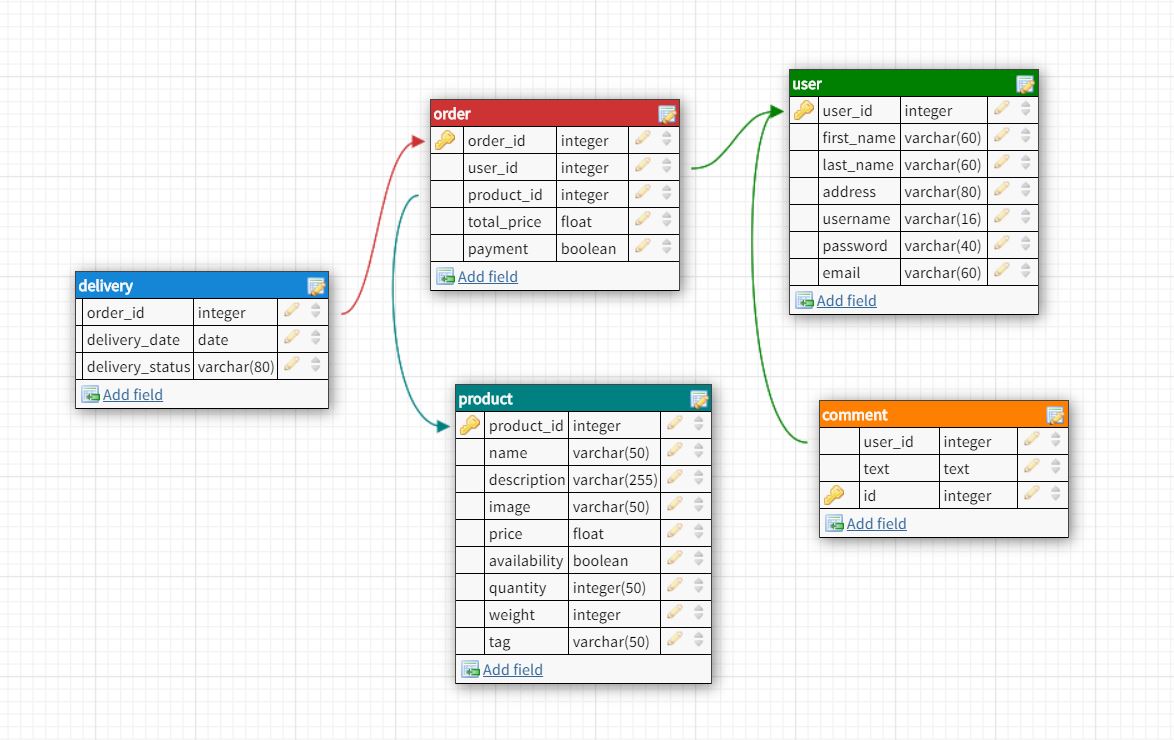 user
user_id integer
first_name varchar(60)
last_name varchar(60)
address varchar(80)
username varchar(16)
password varchar(40)
email varchar(60)
Add field
order
order_id integer
user_id integer
product_id integer
total_price float
payment boolean
Add field
delivery
order_id integer
delivery_date date
delivery_status varchar(80)
Add field
product
product_id integer
name varchar(50)
description varchar(255)
image varchar(50)
price float
availability boolean
quantity integer(50)
weight integer
tag varchar(50)
Add field
comment
user_id integer
text text
id integer
Add field